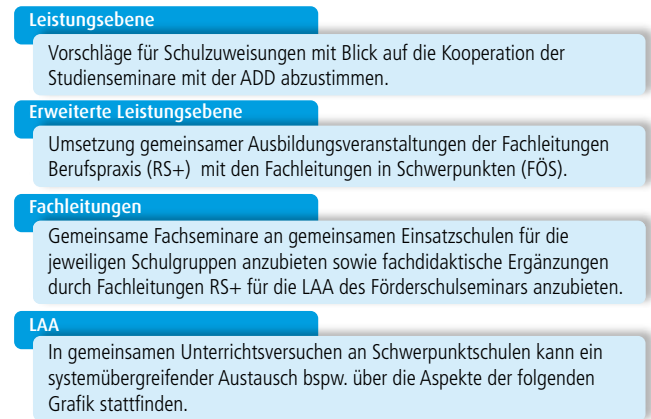 Leistungsebene
Vorschläge für Schulzuweisungen mit Blick auf die Kooperation der
Studienseminare mit der ADD abzustimmen.
Erweiterte Leistungsebene
Umsetzung gemeinsamer Ausbildungsveranstaltungen der Fachleitungen
Berufspraxis (RS+) mit den Fachleitungen in Schwerpunkten (FÖS).
Fachleitungen
Gemeinsame Fachseminare an gemeinsamen Einsatzschulen für die
jeweiligen Schulgruppen anzubieten sowie fachdidaktische Ergänzungen
durch Fachleitungen RS+ für die LAA des Förderschulseminars anzubieten.
LAA
In gemeinsamen Unterrichtsversuchen an Schwerpunktschulen kann ein
systemübergreifender Austausch bspw. über die Aspekte der folgenden
Grafik stattfinden.